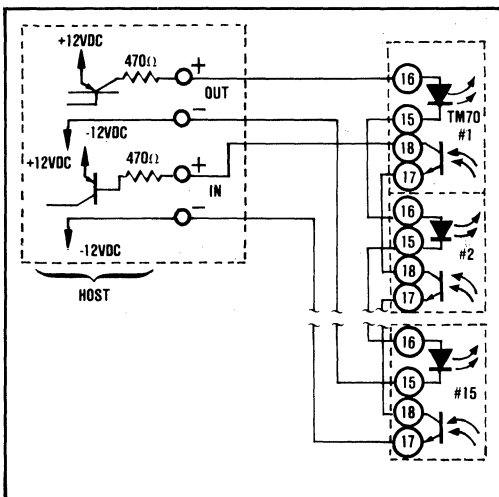 +12VDC
470Ω
+
OUT
−
-12VDC
+12VDC
470Ω
+
IN
−
-12VDC
HOST
16
15
TM70
#1
18
17
16
15
#2
18
17
16
15
#15
18
17